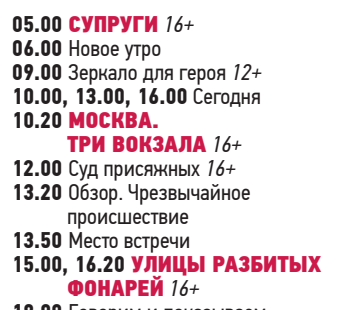 05.00 СУПРУГИ 16+
06.00 Новое утро
09.00 Зеркало для героя 12+
10.00, 13.00, 16.00 Сегодня
10.20 МОСКВА.
ТРИ ВОКЗАЛА 16+
12.00 Суд присяжных 16+
13.20 Обзор. Чрезвычайное
происшествие
13.50 Место встречи
15.00, 16.20 УЛИЦЫ РАЗБИТЫХ
ФОНАРЕЙ 16+
Говорим и показываем